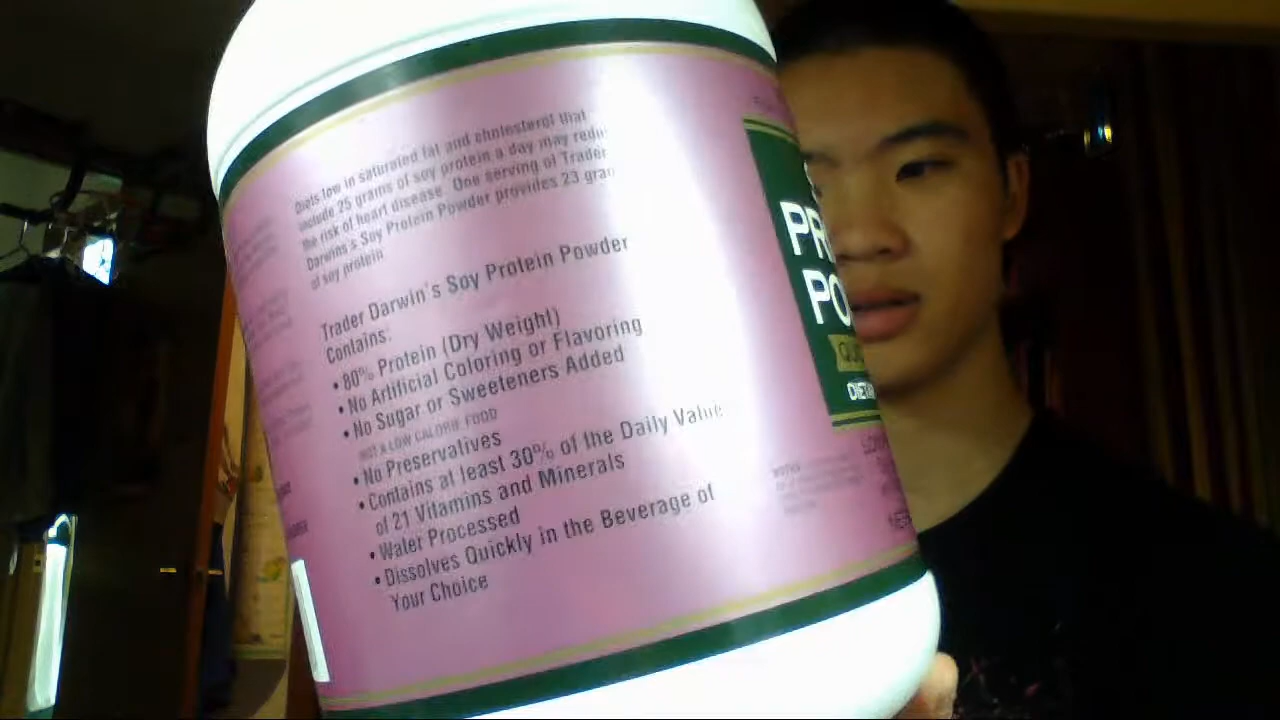 Diets low in saturated fat and cholesterol that
include 25 grams of soy protein a day may
the risk of heart disease. One serving of Trader
Darwin's Soy Protein Powder provides 23
of soy protein
Trader Darwin's Soy Protein Powder
Contains:
• 80% Protein (Dry Weight)
• No Artificial Coloring or Flavoring
• No Sugar or Sweeteners Added
NOT A LOW CALORIE FOOD
• No Preservatives
• Contains at least 30% of the Daily Value
of 21 Vitamins and Minerals
• Water Processed
• Dissolves Quickly in the Beverage of
Your Choice
PR
PO